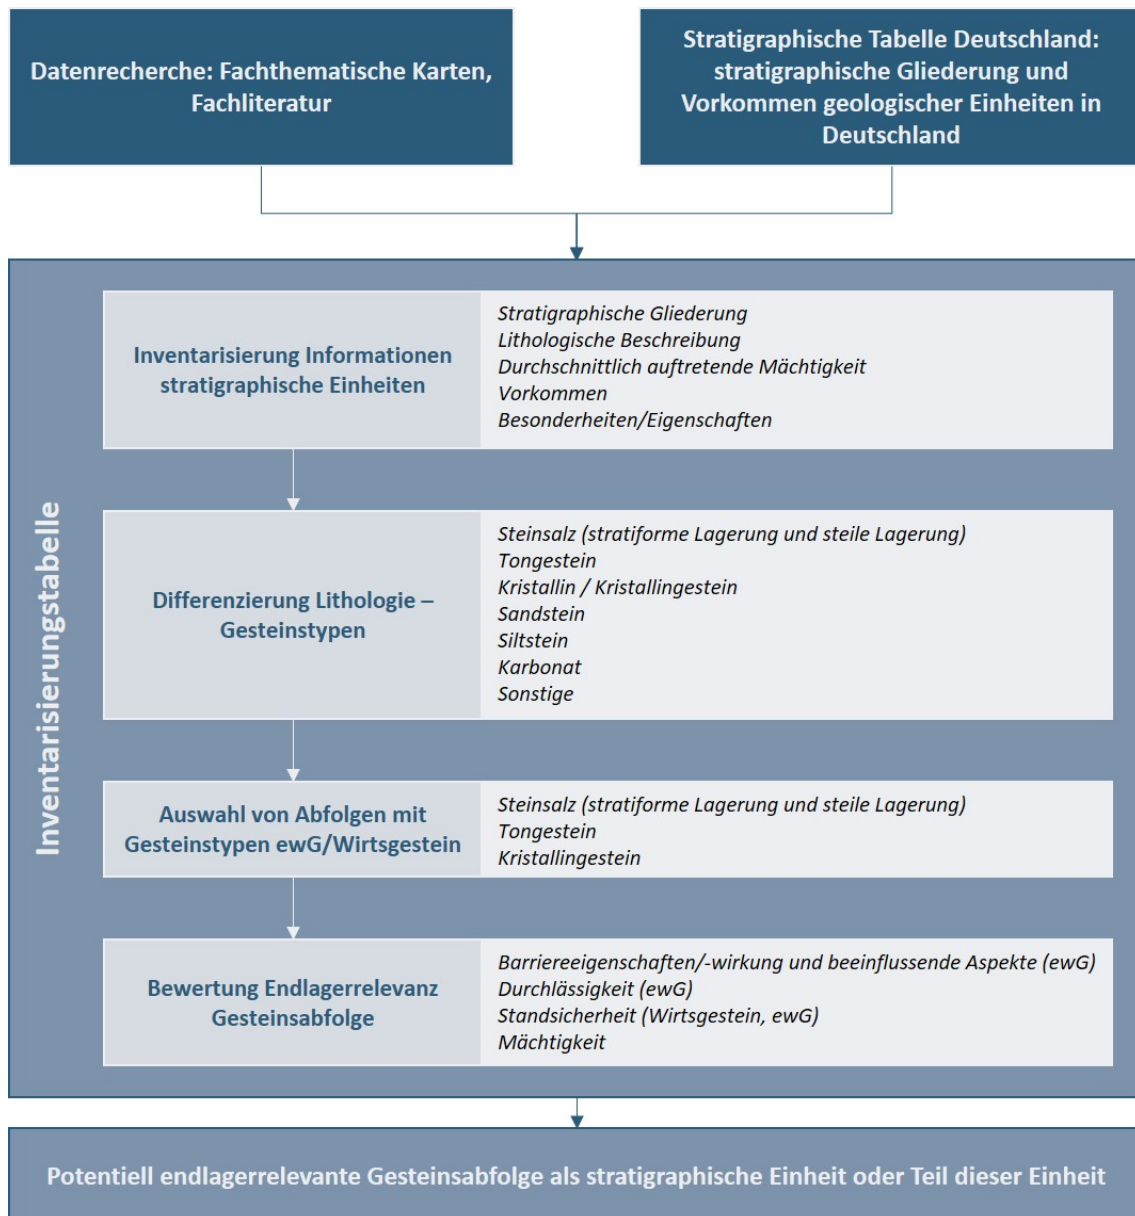 Datenrecherche: Fachthematische Karten,
Fachliteratur
Stratigraphische Tabelle Deutschland:
stratigraphische Gliederung und
Vorkommen geologischer Einheiten in
Deutschland
Inventarisierungstabelle
Inventarisierung Informationen
stratigraphische Einheiten
Stratigraphische Gliederung
Lithologische Beschreibung
Durchschnittlich auftretende Mächtigkeit
Vorkommen
Besonderheiten/Eigenschaften
Differenzierung Lithologie –
Gesteinstypen
Steinsalz (stratiforme Lagerung und steile Lagerung)
Tongestein
Kristallin / Kristallingestein
Sandstein
Siltstein
Karbonat
Sonstige
Auswahl von Abfolgen mit
Gesteinstypen ewG/Wirtsgestein
Steinsalz (stratiforme Lagerung und steile Lagerung)
Tongestein
Kristallingestein
Bewertung Endlagerrelevanz
Gesteinsabfolge
Barriereeigenschaften/-wirkung und beeinflussende Aspekte (ewG)
Durchlässigkeit (ewG)
Standsicherheit (Wirtsgestein, ewG)
Mächtigkeit
Potentiell endlagerrelevante Gesteinsabfolge als stratigraphische Einheit oder Teil dieser Einheit